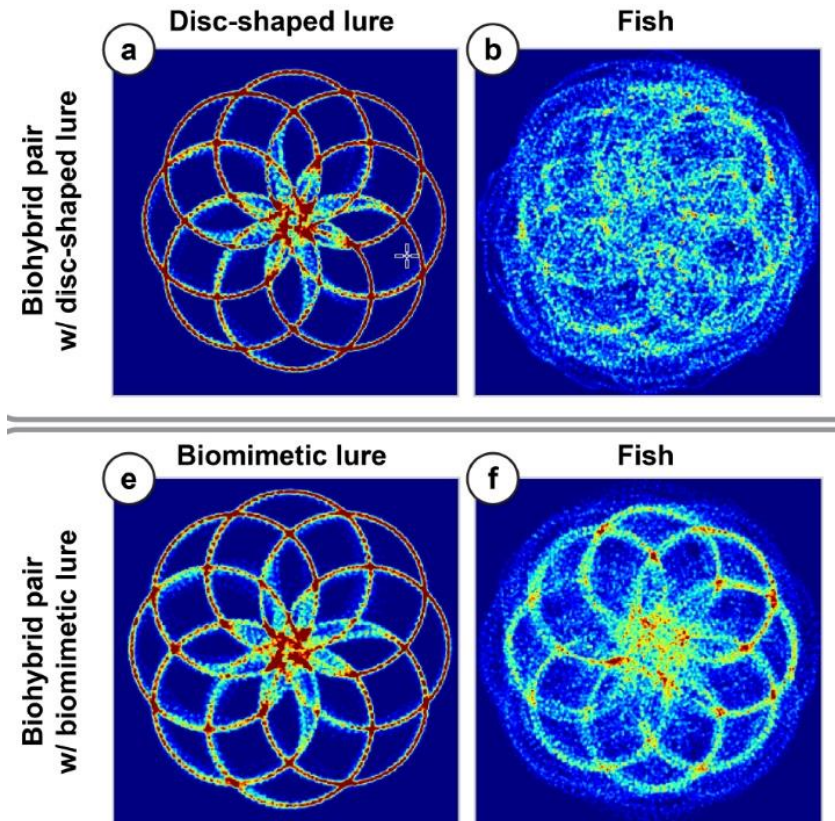 Disc-shaped lure
Fish
a
b
Biohybrid pair
w/ disc-shaped lure
Biomimetic lure
Fish
e
f
Biohybrid pair
w/ biomimetic lure